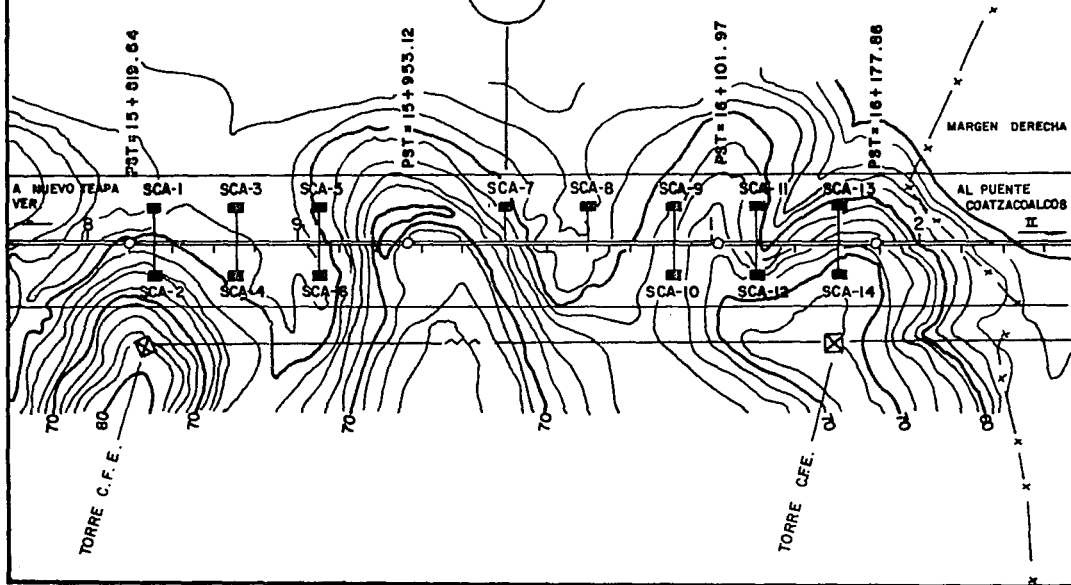 PST = 15+819.64
PST = 15+953.12
PST = 16+101.97
PST = 16+177.86
MARGEN DERECHA
A NUEVO TEAPA
VER.
SCA-1
SCA-3
SCA-5
SCA-7
SCA-8
SCA-9
SCA-11
SCA-13
AL PUENTE
COATZACOALCOS
II
8
9
2
SCA-2
SCA-4
SCA-6
SCA-10
SCA-12
SCA-14
70
80
70
70
70
70
70
60
TORRE C.F.E.
TORRE C.F.E.